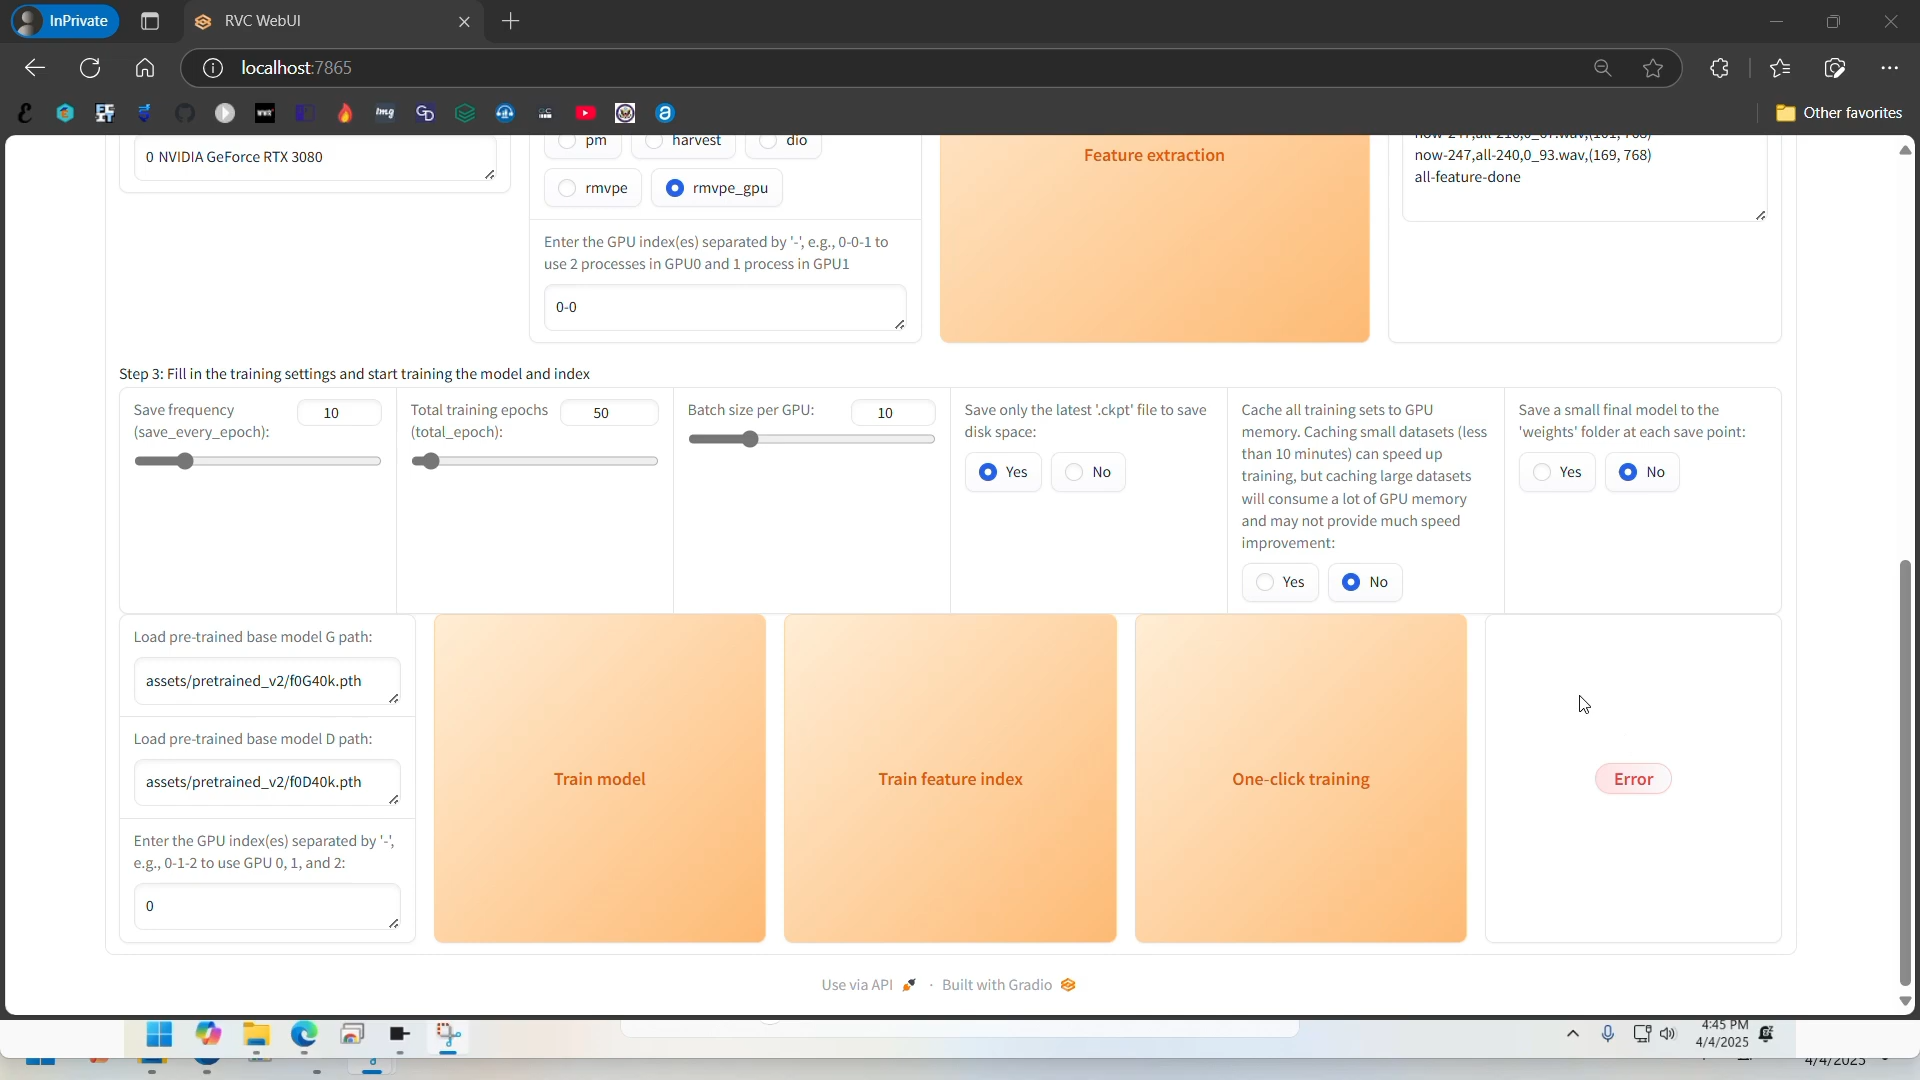 InPrivate
RVC WebUI
localhost:7865
Other favorites
0 NVIDIA GeForce RTX 3080
pm
harvest
dio
rmvpe
rmvpe_gpu
Enter the GPU index(es) separated by '-', e.g., 0-0-1 to
use 2 processes in GPU0 and 1 process in GPU1
0-0
Feature extraction
now-247,all-240,0_93.wav,(169, 768)
all-feature-done
Step 3: Fill in the training settings and start training the model and index
Save frequency
(save_every_epoch):
10
Total training epochs
(total_epoch):
50
Batch size per GPU:
10
Save only the latest '.ckpt' file to save
disk space:
Yes
No
Cache all training sets to GPU
memory. Caching small datasets (less
than 10 minutes) can speed up
training, but caching large datasets
will consume a lot of GPU memory
and may not provide much speed
improvement:
Yes
No
Save a small final model to the
'weights' folder at each save point:
Yes
No
Load pre-trained base model G path:
assets/pretrained_v2/f0G40k.pth
Load pre-trained base model D path:
assets/pretrained_v2/f0D40k.pth
Enter the GPU index(es) separated by '-',
e.g., 0-1-2 to use GPU 0, 1, and 2:
0
Train model
Train feature index
One-click training
Error
Use via API
·
Built with Gradio
4:45 PM
4/4/2025
4/4/2025